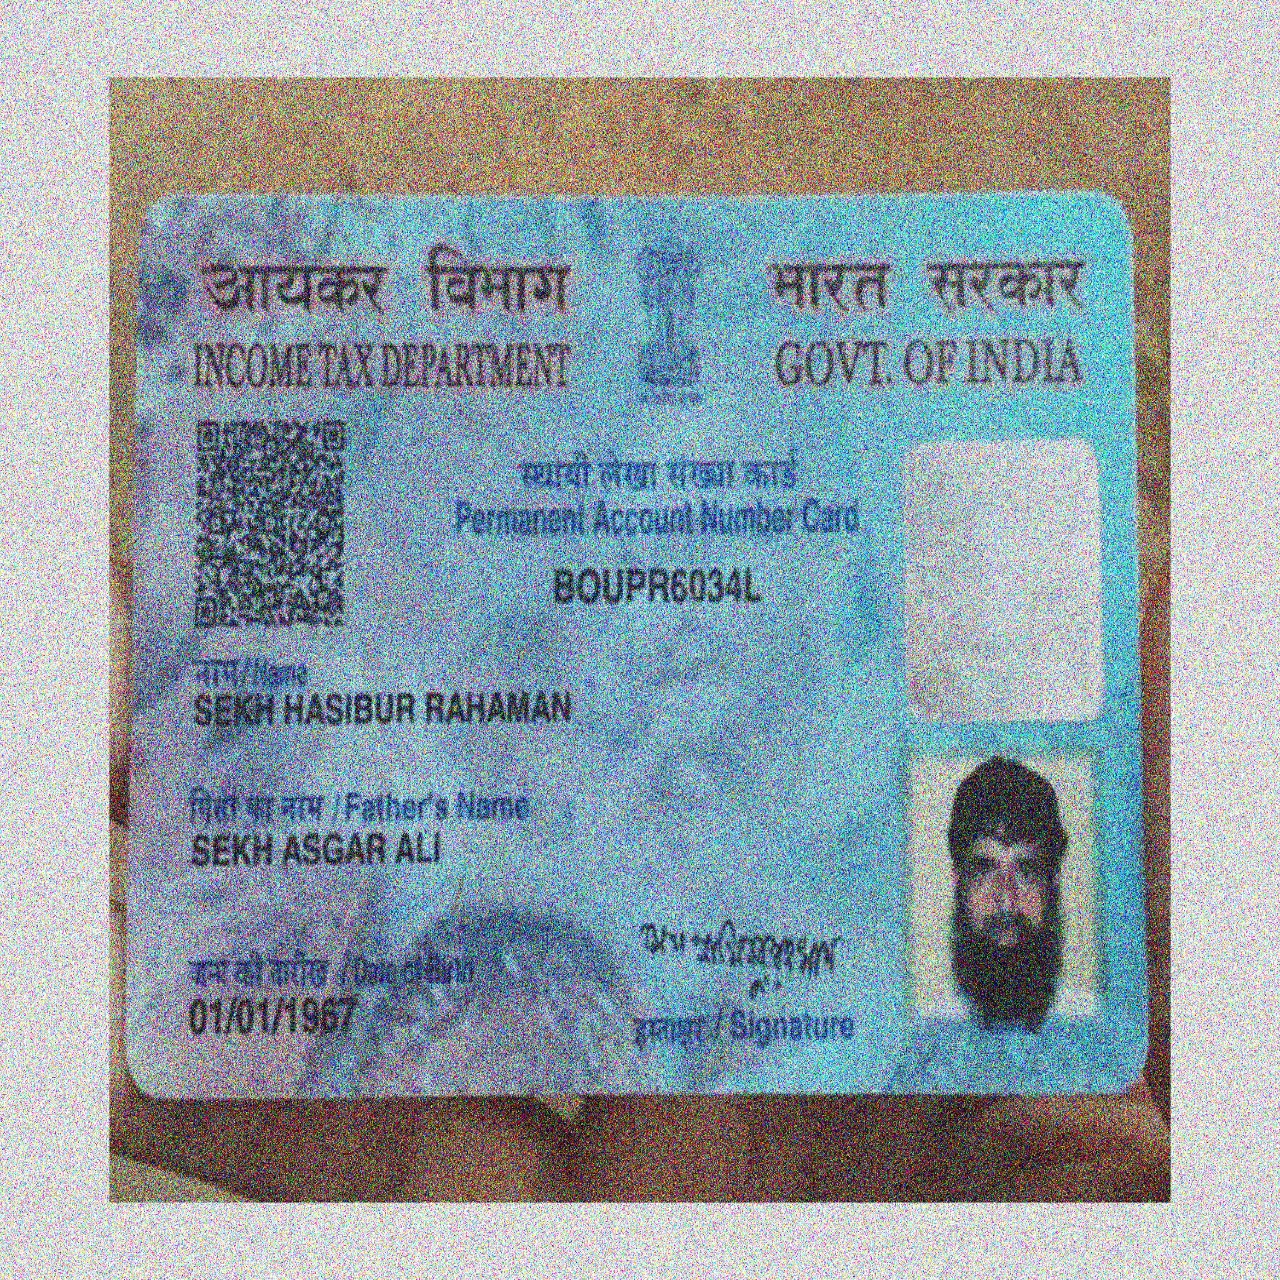 आयकर विभाग
INCOME TAX DEPARTMENT
भारत सरकार
GOVT. OF INDIA
स्थायी लेखा संख्या कार्ड
Permanent Account Number Card
BOUPR6034L
नाम / Name
SEKH HASIBUR RAHAMAN
पिता का नाम / Father's Name
SEKH ASGAR ALI
जन्म की तारीख / Date of Birth
01/01/1967
हस्ताक्षर / Signature